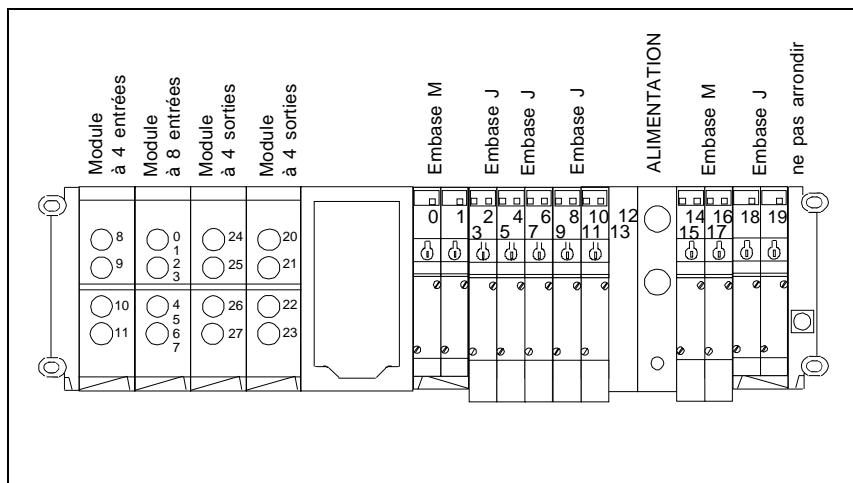 Module
à 4 entrées
Module
à 8 entrées
Module
à 4 sorties
Module
à 4 sorties
Embase M
Embase J
Embase J
Embase J
ALIMENTATION
Embase M
Embase J
ne pas arrondir
0 1 2 4 6 8 10 12 14 16 18 19
3 5 7 9 11 13 15 17
8 0 24 20
1
9 2 25 21
3
10 4 26 22
5
11 6 27 23
7